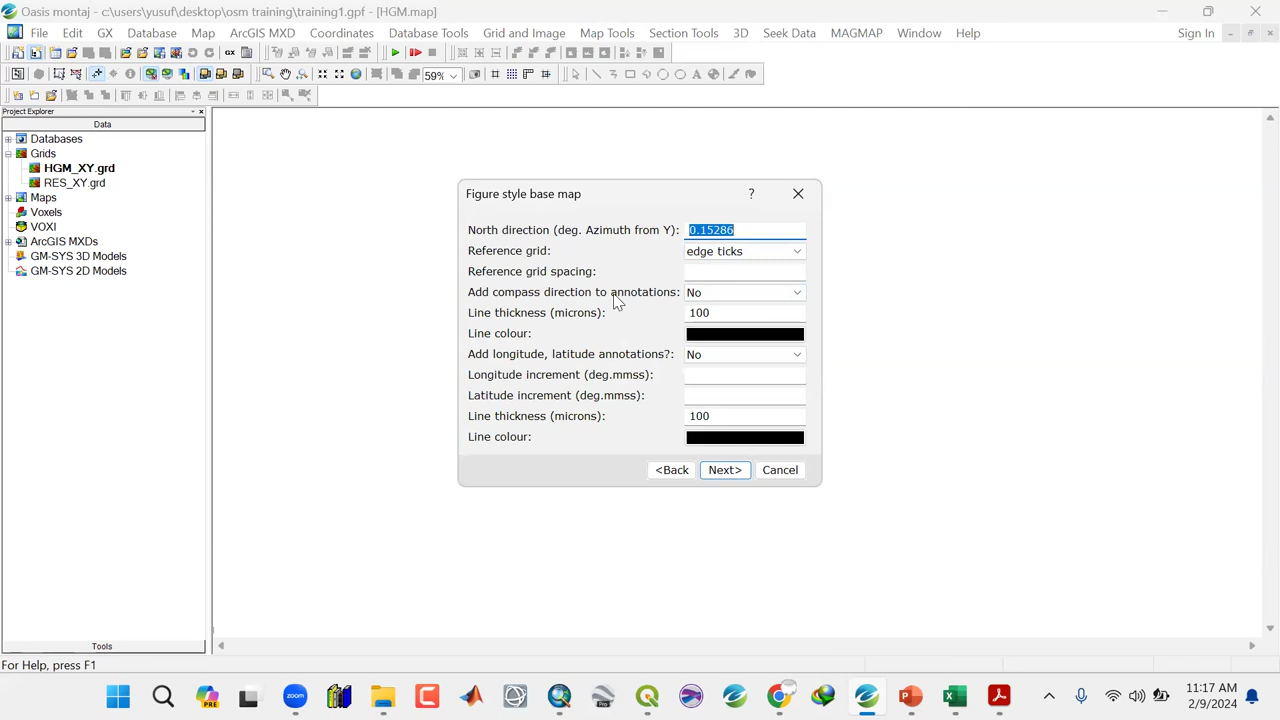 Oasis montaj - c:\users\yusuf\desktop\osm training\training1.gpf - [HGM.map]
File Edit GX Database Map ArcGIS MXD Coordinates Database Tools Grid and Image Map Tools Section Tools 3D Seek Data MAGMAP Window Help Sign In
GX
59%
Project Explorer
Data
Databases
Grids
HGM_XY.grd
RES_XY.grd
Maps
Voxels
VOXI
ArcGIS MXDs
GM-SYS 3D Models
GM-SYS 2D Models
Tools
Figure style base map ?
North direction (deg. Azimuth from Y): 0.15286
Reference grid: edge ticks
Reference grid spacing:
Add compass direction to annotations: No
Line thickness (microns): 100
Line colour:
Add longitude, latitude annotations?: No
Longitude increment (deg.mmss):
Latitude increment (deg.mmss):
Line thickness (microns): 100
Line colour:
<Back Next> Cancel
For Help, press F1
PRE
zoom
Pro
11:17 AM
2/9/2024